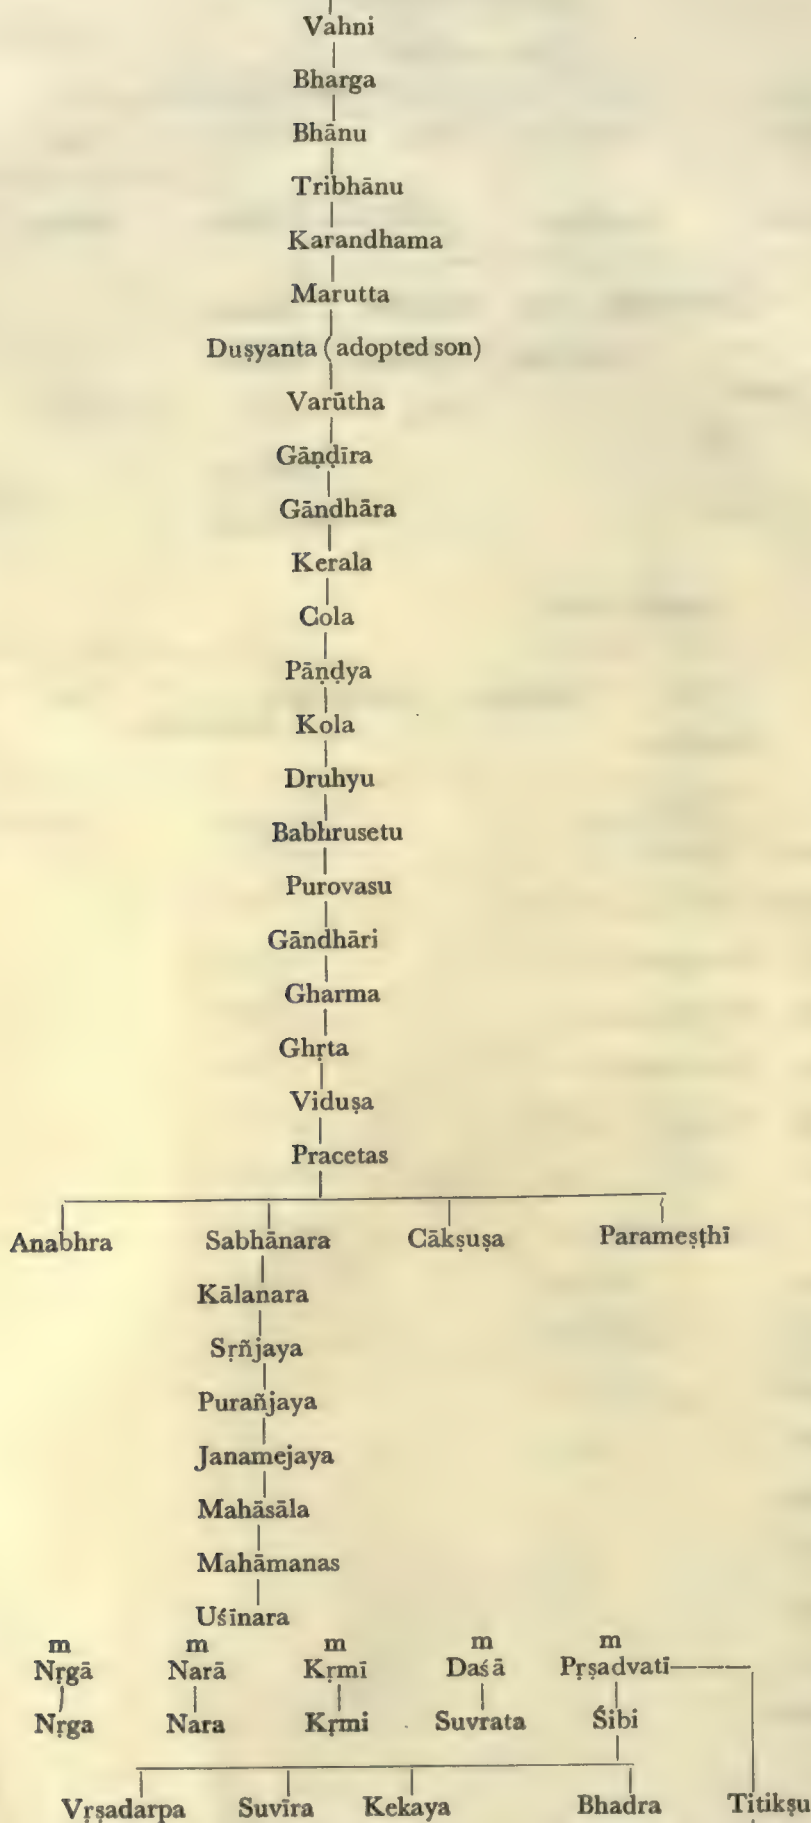 Vahni
Bharga
Bhānu
Tribhānu
Karandhama
Marutta
Duṣyanta (adopted son)
Varūtha
Gāṇḍīra
Gāndhāra
Kerala
Cola
Pāṇḍya
Kola
Druhyu
Babhrusetu
Purovasu
Gāndhāri
Gharma
Ghṛta
Viduṣa
Pracetas
Anabhra Sabhānara Cākṣuṣa Parameṣṭhī
Kālanara
Sṛñjaya
Purañjaya
Janamejaya
Mahāsāla
Mahāmanas
Uśīnara
m m m m m
Nṛgā Narā Kṛmī Daśā Pṛṣadvatī
Nṛga Nara Kṛmi Suvrata Śibi
Vṛṣadarpa Suvīra Kekaya Bhadra Titikṣu